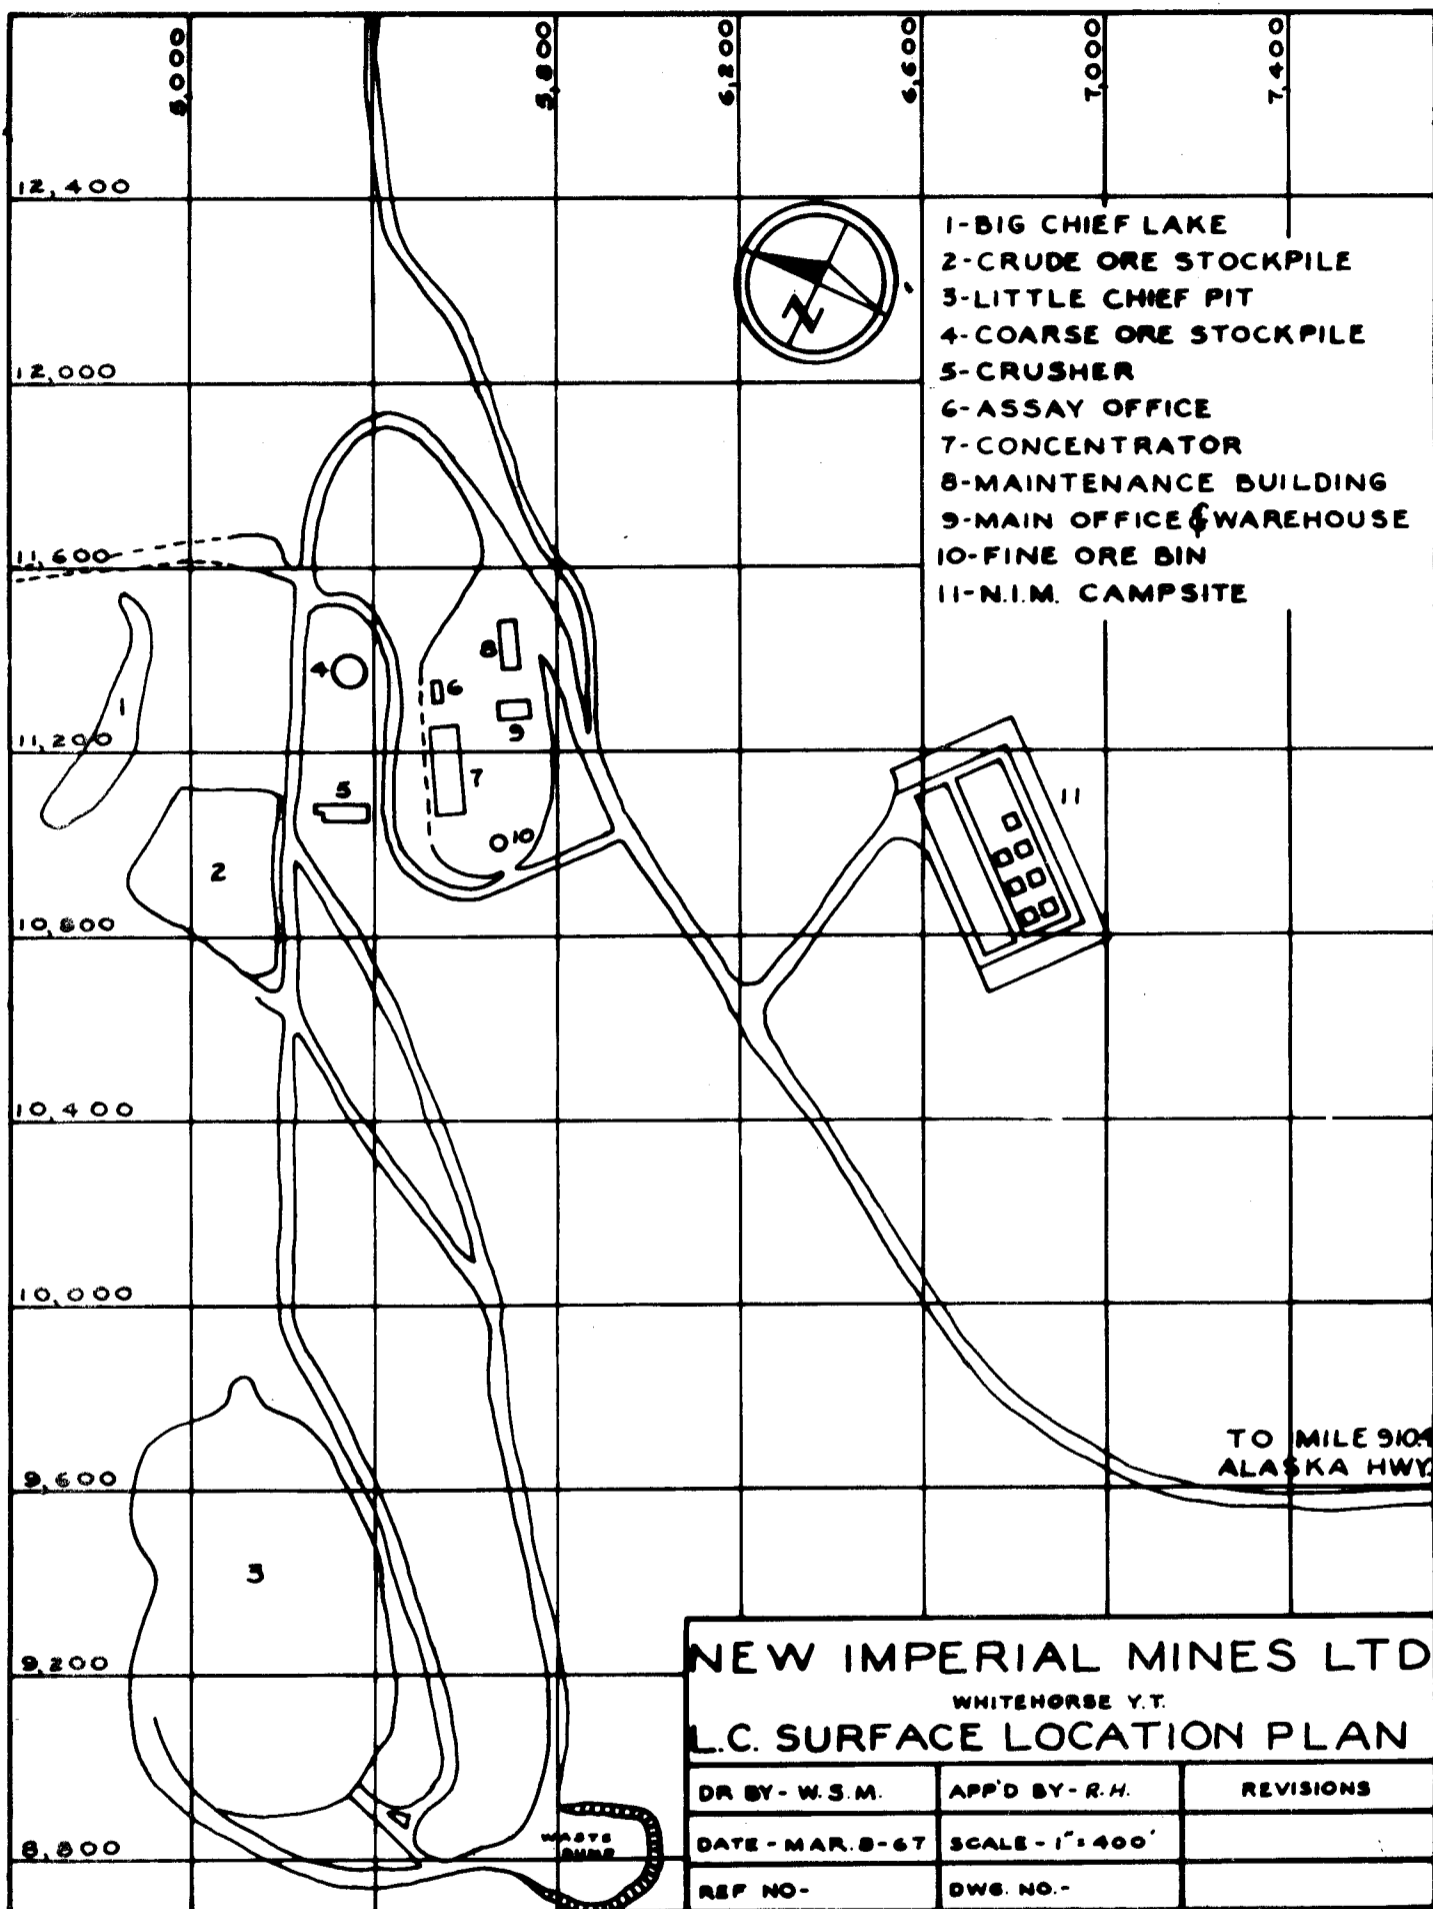 5,000
5,800
6,200
6,600
7,000
7,400
12,400
12,000
11,600
11,200
10,800
10,400
10,000
9,600
9,200
8,800
N
1-BIG CHIEF LAKE
2-CRUDE ORE STOCKPILE
3-LITTLE CHIEF PIT
4-COARSE ORE STOCKPILE
5-CRUSHER
6-ASSAY OFFICE
7-CONCENTRATOR
8-MAINTENANCE BUILDING
9-MAIN OFFICE & WAREHOUSE
10-FINE ORE BIN
11-N.I.M. CAMPSITE
1
2
3
4
5
6
7
8
9
10
11
TO MILE 910.4
ALASKA HWY.
WASTE
DUMP
NEW IMPERIAL MINES LTD
WHITEHORSE Y.T.
L.C. SURFACE LOCATION PLAN
DR BY - W.S.M.
APP'D BY - R.H.
REVISIONS
DATE - MAR. 8-67
SCALE - 1"=400'
REF NO-
DWG. NO.-